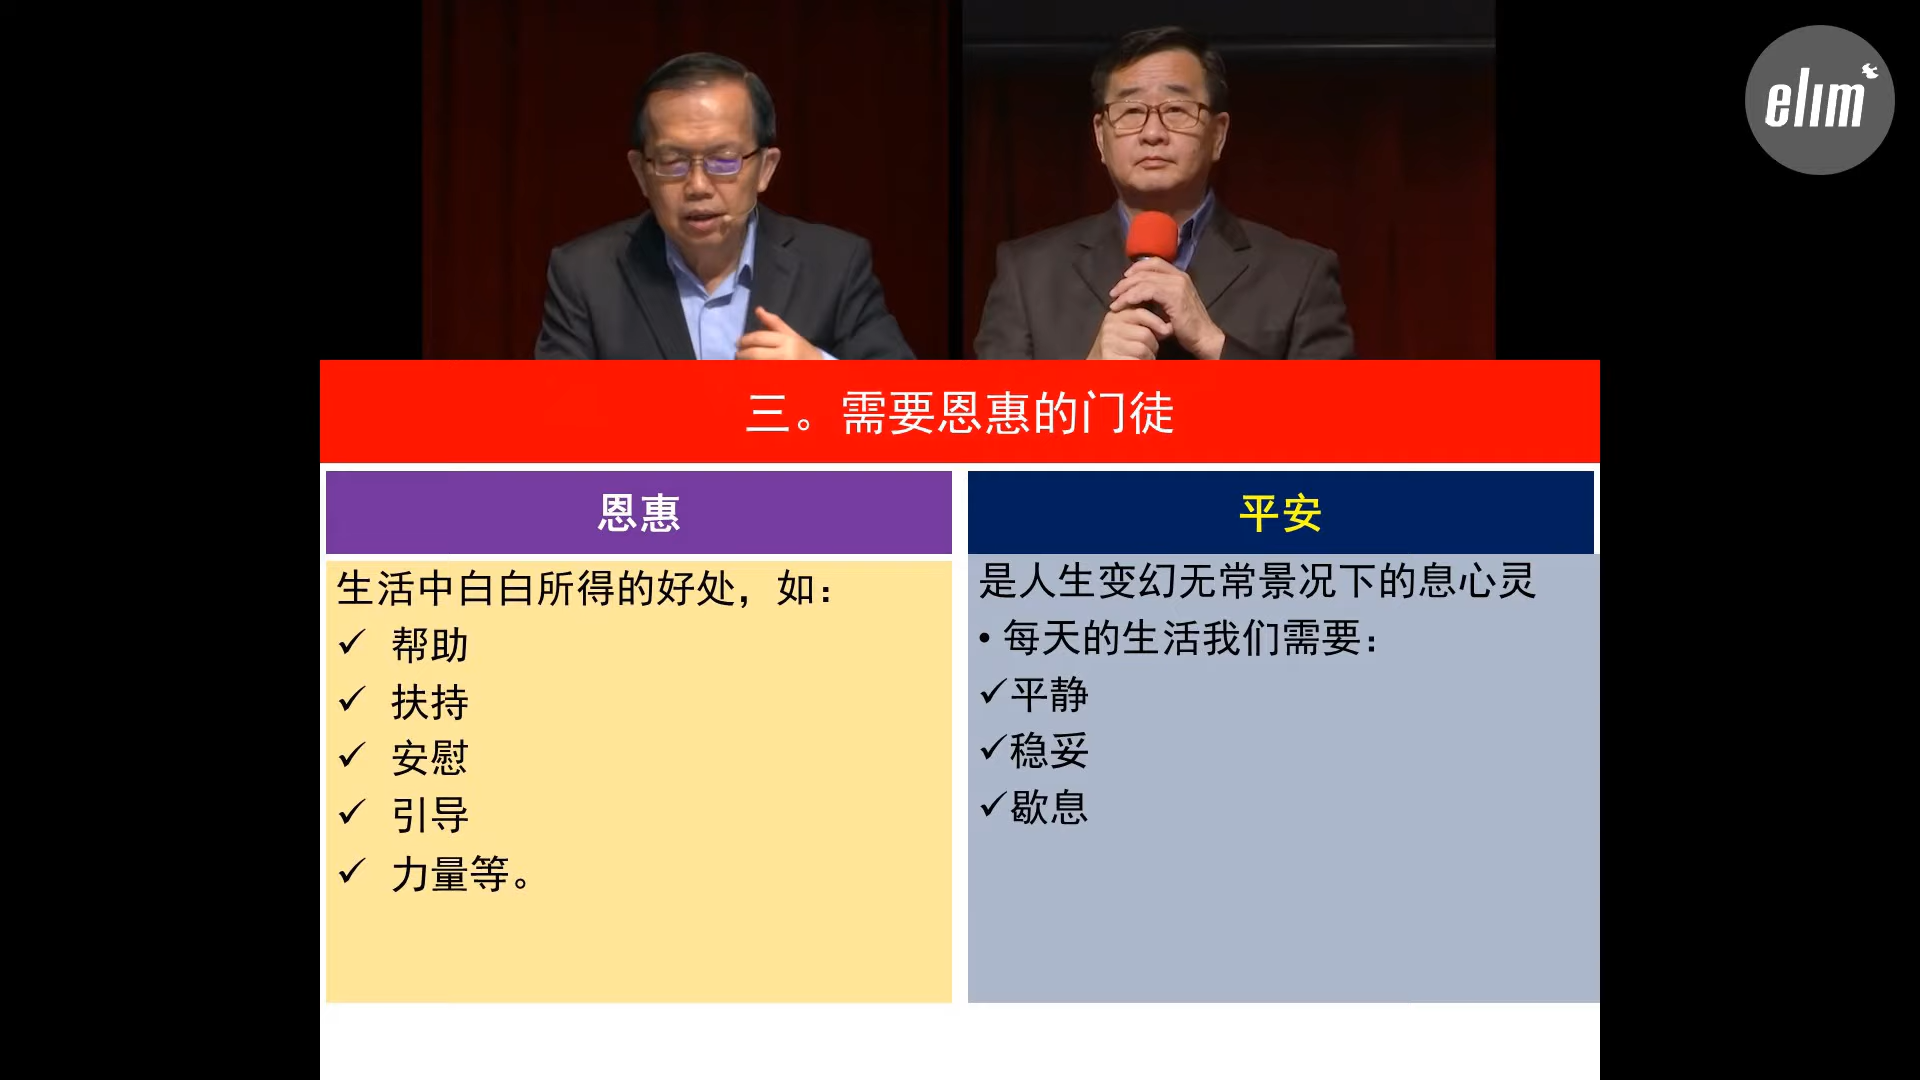 elim
三。需要恩惠的门徒
恩惠
生活中白白所得的好处，如：
✓ 帮助
✓ 扶持
✓ 安慰
✓ 引导
✓ 力量等。
平安
是人生变幻无常景况下的息心灵
• 每天的生活我们需要：
✓平静
✓稳妥
✓歇息